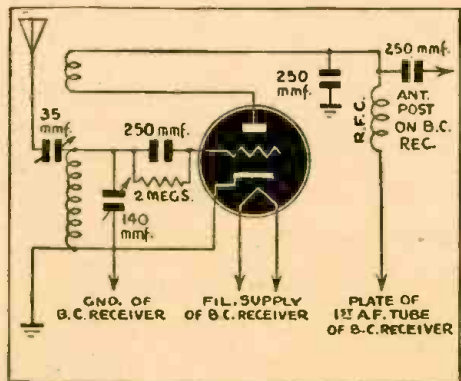 250 mmf.
250
mmf.
ANT.
POST
ON B.C.
REC.
R.F.C.
35
mmf.
250 mmf.
2 MEGS.
140
mmf.
GND. OF
B.C. RECEIVER
FIL. SUPPLY
OF B.C. RECEIVER
PLATE OF
1ST A.F. TUBE
OF B.C. RECEIVER